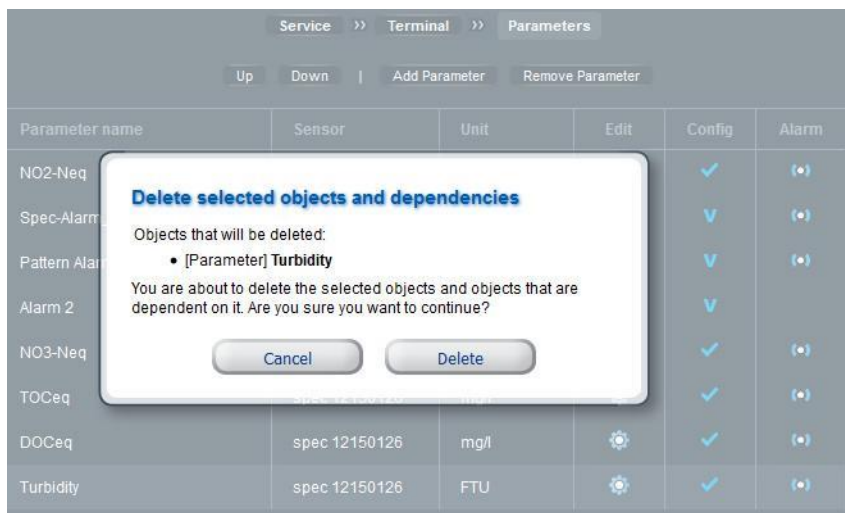 Service » Terminal » Parameters
Up Down | Add Parameter Remove Parameter
Parameter name Sensor Unit Edit Config Alarm
NO2-Neq
Spec-Alarm
Pattern Alarm
Alarm 2
NO3-Neq
TOCeq
DOCeq spec 12150126 mg/l
Turbidity spec 12150126 FTU
Delete selected objects and dependencies
Objects that will be deleted:
• [Parameter] Turbidity
You are about to delete the selected objects and objects that are
dependent on it. Are you sure you want to continue?
Cancel Delete